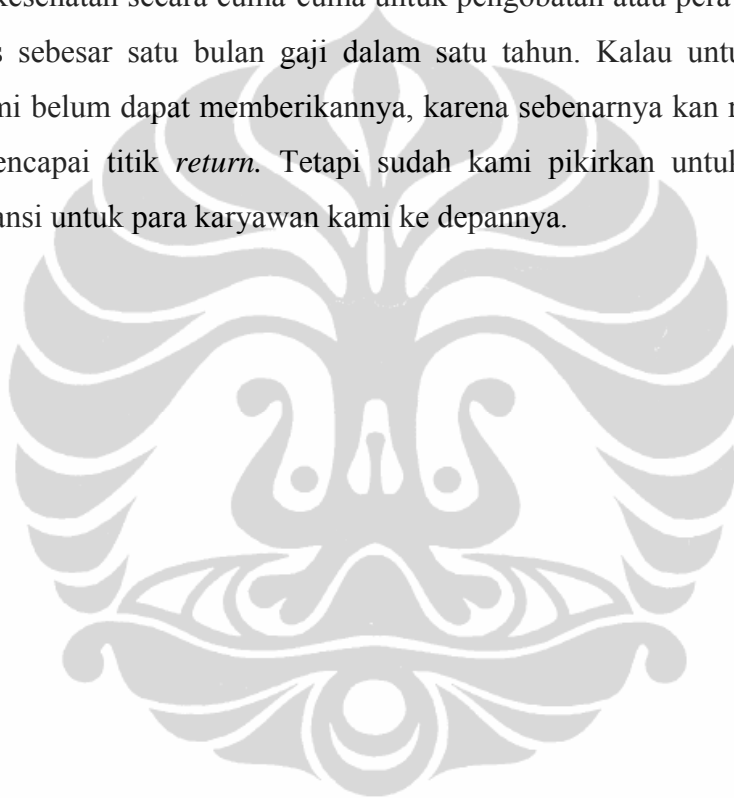 kesehatan secara cuma-cuma untuk pengobatan atau pera
s sebesar satu bulan gaji dalam satu tahun. Kalau untu
mi belum dapat memberikannya, karena sebenarnya kan
encapai titik return. Tetapi sudah kami pikirkan untuk
ansi untuk para karyawan kami ke depannya.